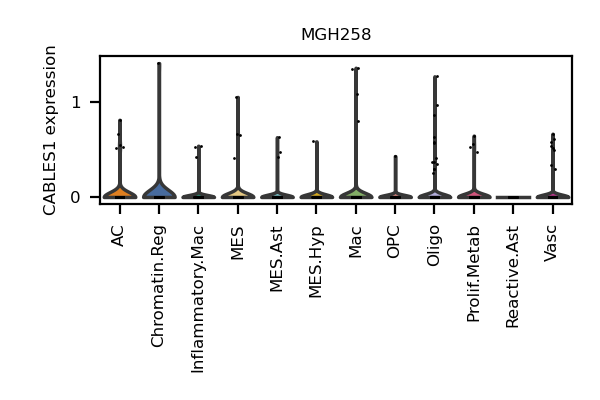 MGH258
CABLES1 expression
1
0
AC
Chromatin.Reg
Inflammatory.Mac
MES
MES.Ast
MES.Hyp
Mac
OPC
Oligo
Prolif.Metab
Reactive.Ast
Vasc